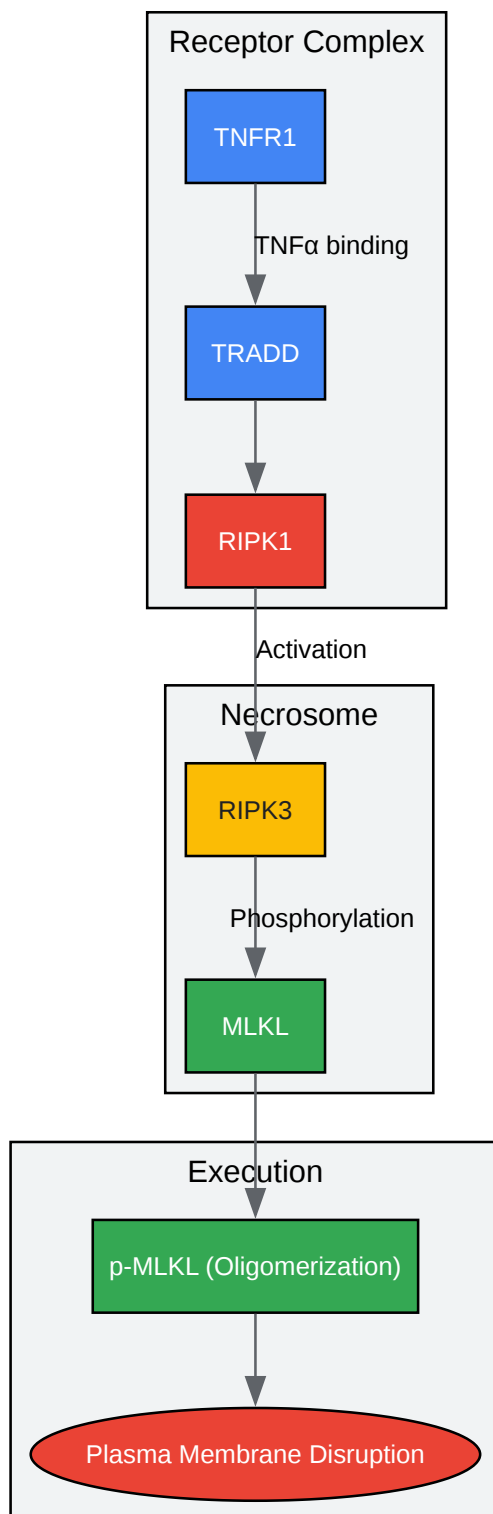 Receptor Complex
TNFR1
TNFα binding
TRADD
RIPK1
Activation
Necrosome
RIPK3
Phosphorylation
MLKL
Execution
p-MLKL (Oligomerization)
Plasma Membrane Disruption